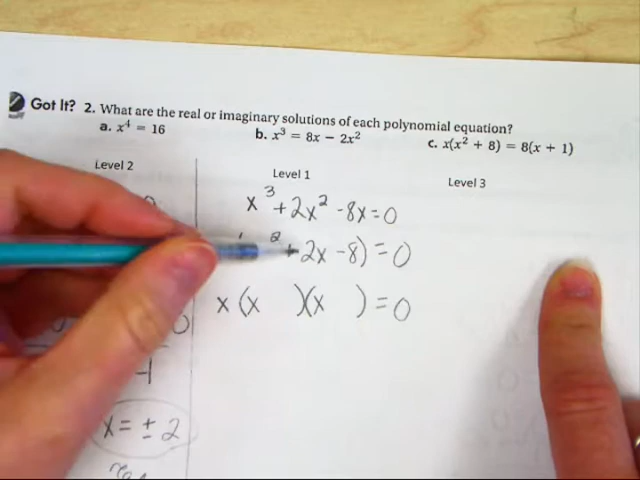 Got It? 2. What are the real or imaginary solutions of each polynomial equation?
a. x⁴ = 16
b. x³ = 8x − 2x²
c. x(x² + 8) = 8(x + 1)
Level 2
Level 1
Level 3
x³ + 2x² - 8x = 0
2x - 8) = 0
x (x )(x ) = 0
x = ± 2